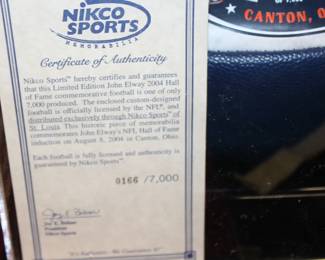 NIKCO
SPORTS
MEMORABILIA
Certificate of Authenticity
Nikco Sports™ hereby certifies and guarantees
that this Limited Edition John Elway 2004 Hall
of Fame commemorative football is one of only
7,000 produced. The enclosed custom-designed
football is officially licensed by the NFL, and
distributed exclusively through Nikco Sports™ of
St. Louis. This historic piece of memorabilia
commemorates John Elway's NFL Hall of Fame
induction on August 8, 2004 in Canton, Ohio.
Each football is fully licensed and authenticity is
guaranteed by Nikco Sports™.
0166 /7,000
President
Nikco Sports
CANTON, O